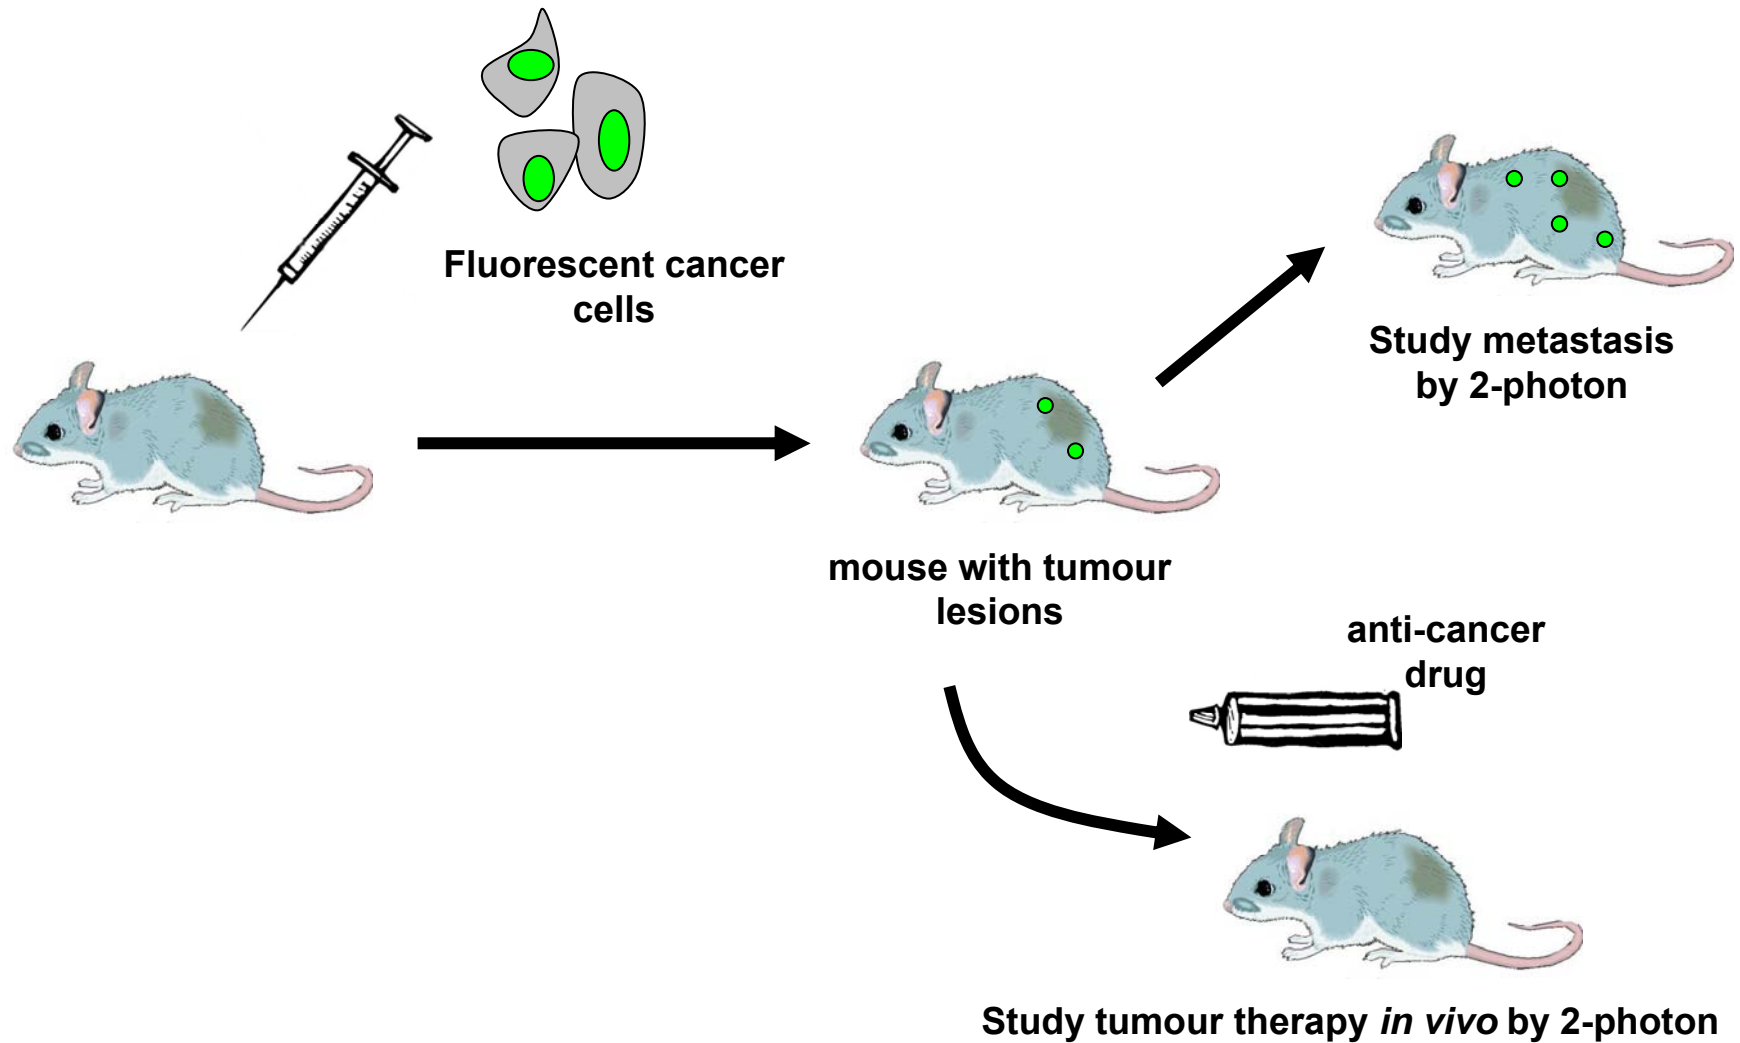 Fluorescent cancer
cells
Study metastasis
by 2-photon
mouse with tumour
lesions
anti-cancer
drug
Study tumour therapy in vivo by 2-photon